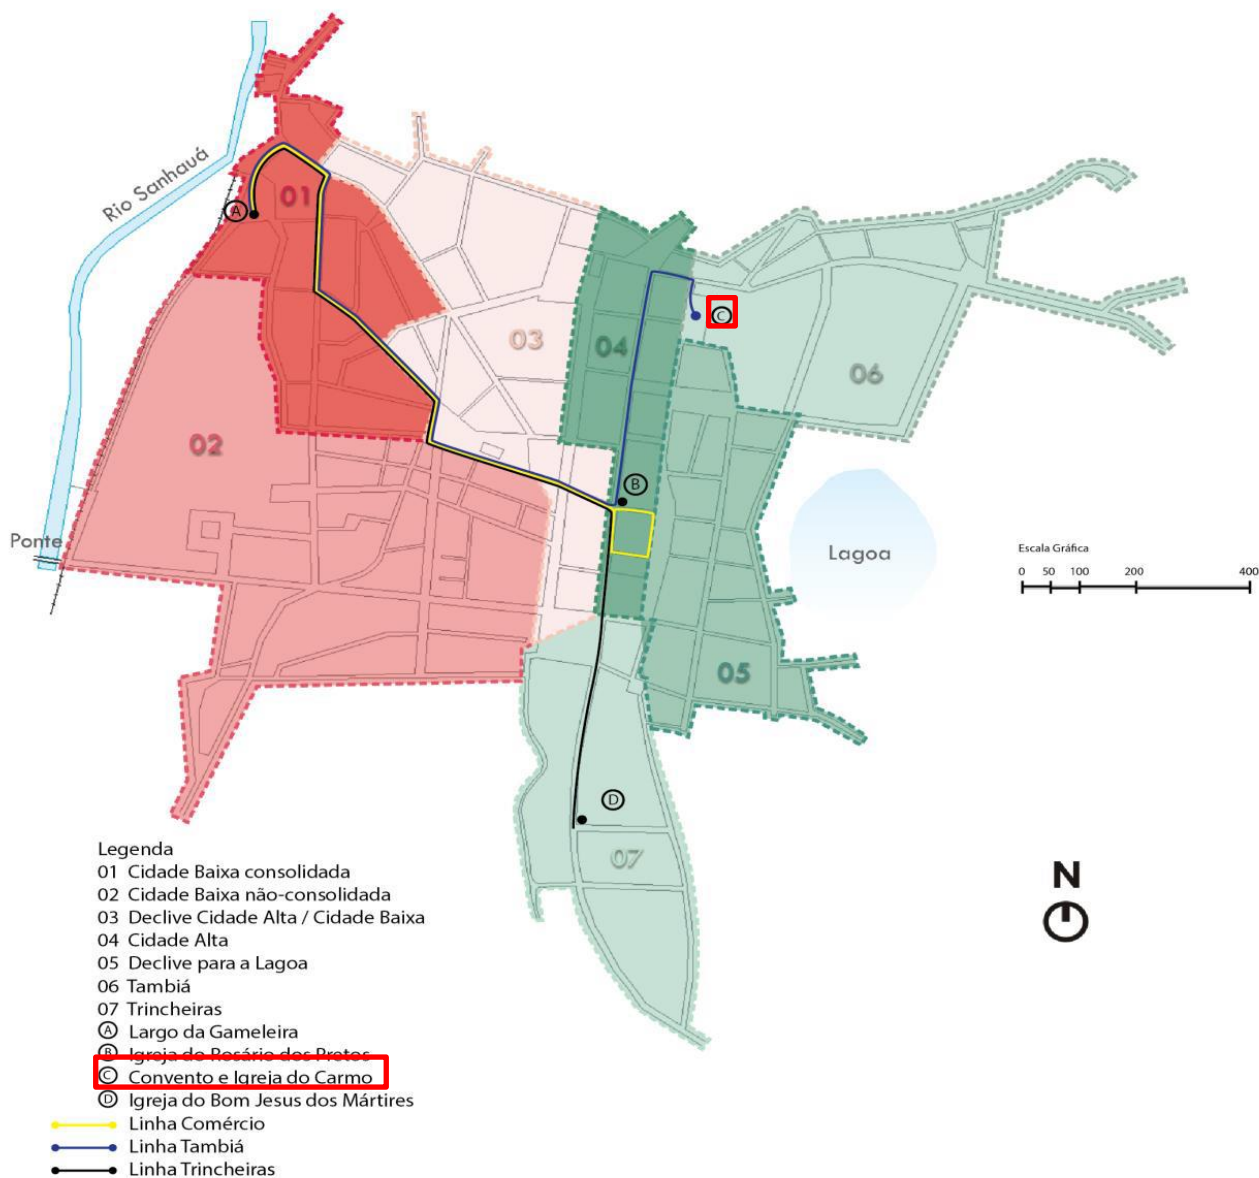 Rio Sanhauá
01
A
03
04
C
06
02
B
Ponte
Lagoa
Escala Gráfica
0 50 100 200 400
05
D
07
N
Legenda
01 Cidade Baixa consolidada
02 Cidade Baixa não-consolidada
03 Declive Cidade Alta / Cidade Baixa
04 Cidade Alta
05 Declive para a Lagoa
06 Tambiá
07 Trincheiras
A Largo da Gameleira
B Igreja do Rosário dos Pretos
C Convento e Igreja do Carmo
D Igreja do Bom Jesus dos Mártires
Linha Comércio
Linha Tambiá
Linha Trincheiras